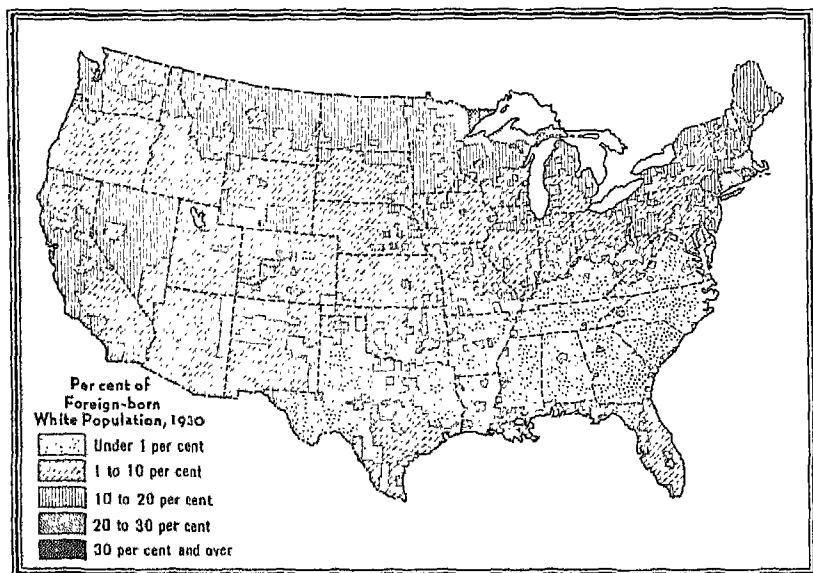 Per cent of
Foreign-born
White Population, 1930
Under 1 per cent
1 to 10 per cent
10 to 20 per cent
20 to 30 per cent
30 per cent and over